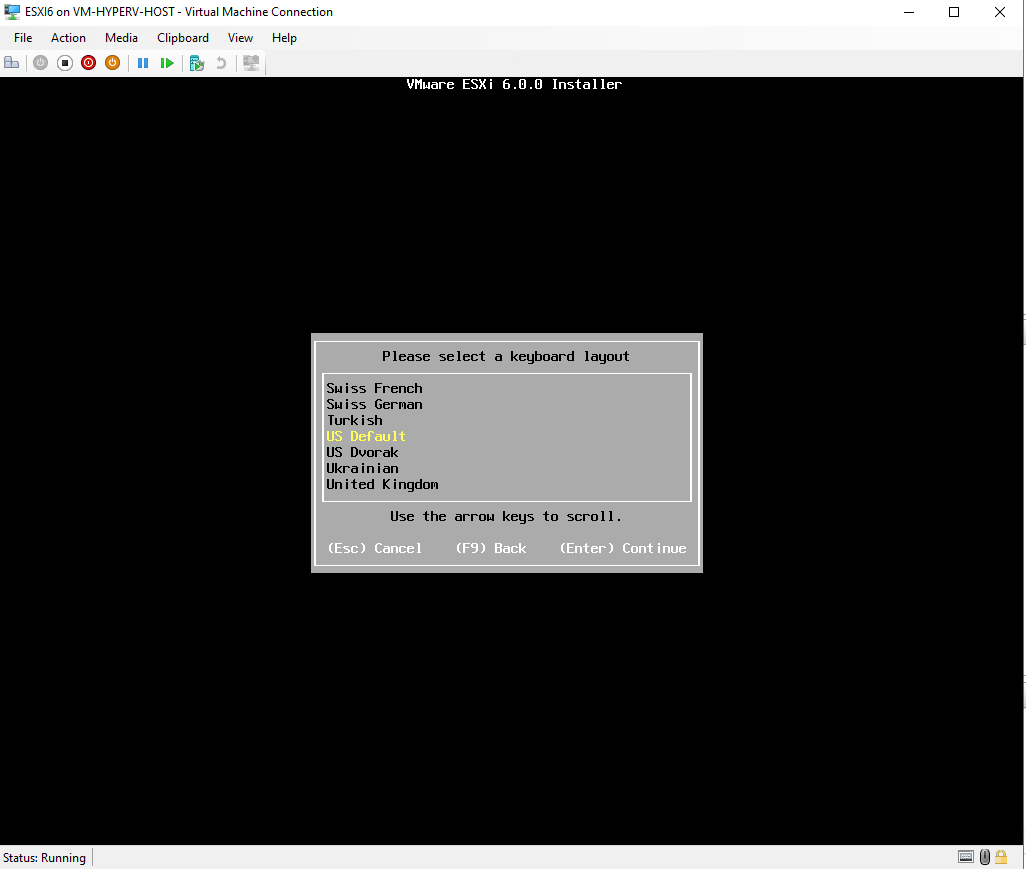 ESXI6 on VM-HYPERV-HOST - Virtual Machine Connection
File Action Media Clipboard View Help
VMware ESXi 6.0.0 Installer
Please select a keyboard layout
Swiss French
Swiss German
Turkish
US Default
US Dvorak
Ukrainian
United Kingdom
Use the arrow keys to scroll.
(Esc) Cancel (F9) Back (Enter) Continue
Status: Running